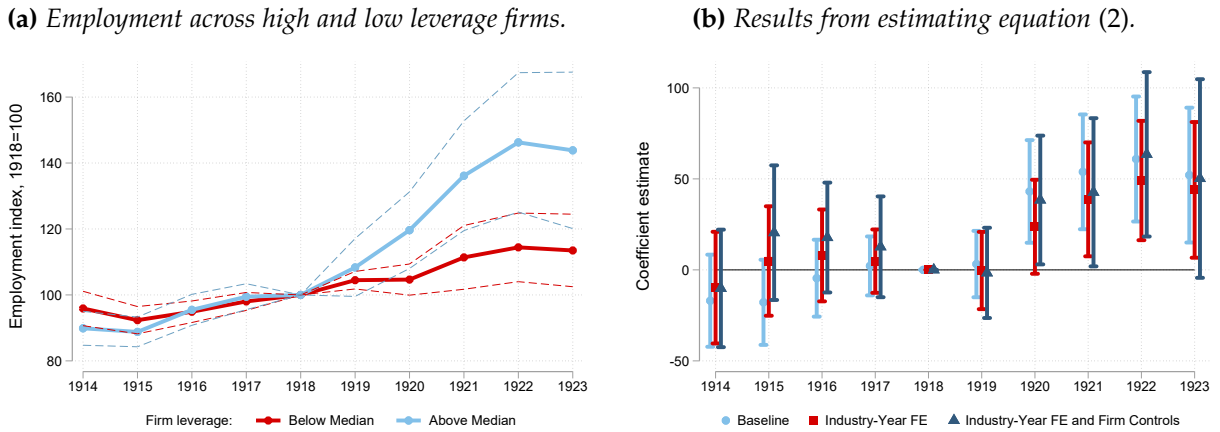 (a) Employment across high and low leverage firms.
Employment index, 1918=100
160
140
120
100
80
1914 1915 1916 1917 1918 1919 1920 1921 1922 1923
Firm leverage: Below Median Above Median
(b) Results from estimating equation (2).
Coefficient estimate
100
50
0
-50
1914 1915 1916 1917 1918 1919 1920 1921 1922 1923
Baseline Industry-Year FE Industry-Year FE and Firm Controls